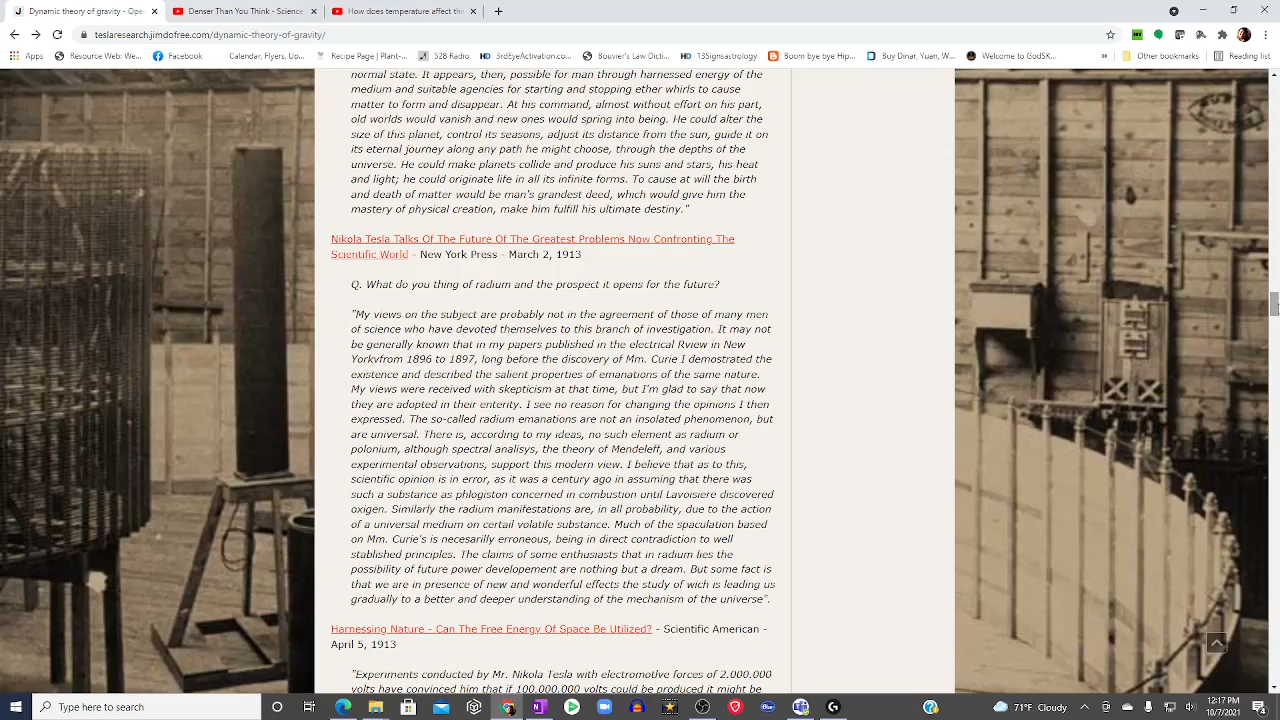 Dynamic theory of gravity - Ope
Denser Than You Think - Science
How does temperature affect the
teslaresearch.jimdofree.com/dynamic-theory-of-gravity/
Apps
Resource Web: We...
Facebook
Calendar, Flyers, G...
Recipe Page | Plant...
528 Radio
3rdEyeActivation.co...
Bouvier's Law Dict...
13Signsastrology
Boom bye bye Hip...
Buy Dinar, Yuan, W...
Welcome to GodSK...
»
Other bookmarks
Reading list
normal state. It appears, then, possible for man through harnessed energy of the
medium and suitable agencies for starting and stopping ether whirls to cause
matter to form and disappear. At his command, almost without effort on his part,
old worlds would vanish and new ones would spring into being. He could alter the
size of this planet, control its seasons, adjust its distance from the sun, guide it on
its eternal journey along any path he might choose, through the depths of the
universe. He could make planets collide and produce his suns and stars, his heat
and light; he could originate life in all its infinite forms. To cause at will the birth
and death of matter would be man's grandest deed, which would give him the
mastery of physical creation, make him fulfill his ultimate destiny."
Nikola Tesla Talks Of The Future Of The Greatest Problems Now Confronting The
Scientific World - New York Press - March 2, 1913
Q. What do you thing of radium and the prospect it opens for the future?
"My views on the subject are probably not in the agreement of those of many men
of science who have devoted themselves to this branch of investigation. It may not
be generally known that in my papers published in the electrical Rview in New
Yorkvfrom 1896 to 1897, long before the discovery of Mm. Curie I demostrated the
existence and described the salient properties of emanations of the same nature.
My views were received with skepticism at that time, but I'm glad to say that now
they are adopted in their enterity. I see no reason for changing the opinions I then
expressed. The so-called radium emanations are not an insolated phenomenon, but
are universal. There is, according to my ideas, no such element as radium or
polonium, although spectral analisys, the theory of Mendeleff, and various
experimental observations, support this modern view. I believe that as to this,
scientific opinion is in error, as it was a century ago in assuming that there was
such a substance as phlogiston concerned in combustion until Lavoisiere discovered
oxigen. Similarly the radium manifestations are, in all probability, due to the action
of a universal medium on certail volatile substance. Much of the spaculation based
on Mm. Curie's is necesarilly erroneous, being in direct contradiction to well
stablished principles. The claims of some enthusiasts that in radium lies the
possibility of future power developement are nothing but a dream. But some fact is
that we are in presence of new and wonderful effects the study of wich is leading us
gradually to a better and deeper understanding of the mechanism of the universe".
Harnessing Nature - Can The Free Energy Of Space Be Utilized? - Scientific American -
April 5, 1913
"Experiments conducted by Mr. Nikola Tesla with electromotive forces of 2.000.000
volts have convinced him that if 100.000.000 volts could be produced it might be
Type here to search
71°F Cloudy
12:17 PM
10/7/2021